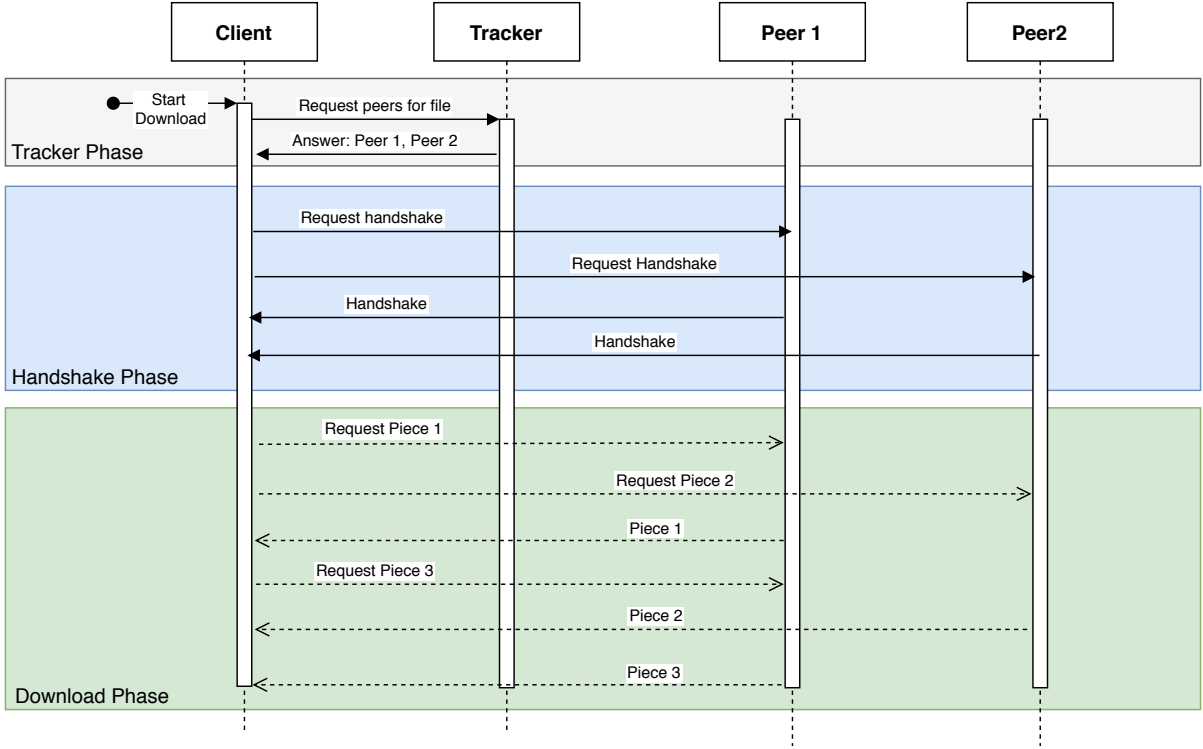 Client
Tracker
Peer 1
Peer2
Start
Download
Request peers for file
Answer: Peer 1, Peer 2
Tracker Phase
Request handshake
Request Handshake
Handshake
Handshake
Handshake Phase
Request Piece 1
Request Piece 2
Piece 1
Request Piece 3
Piece 2
Piece 3
Download Phase